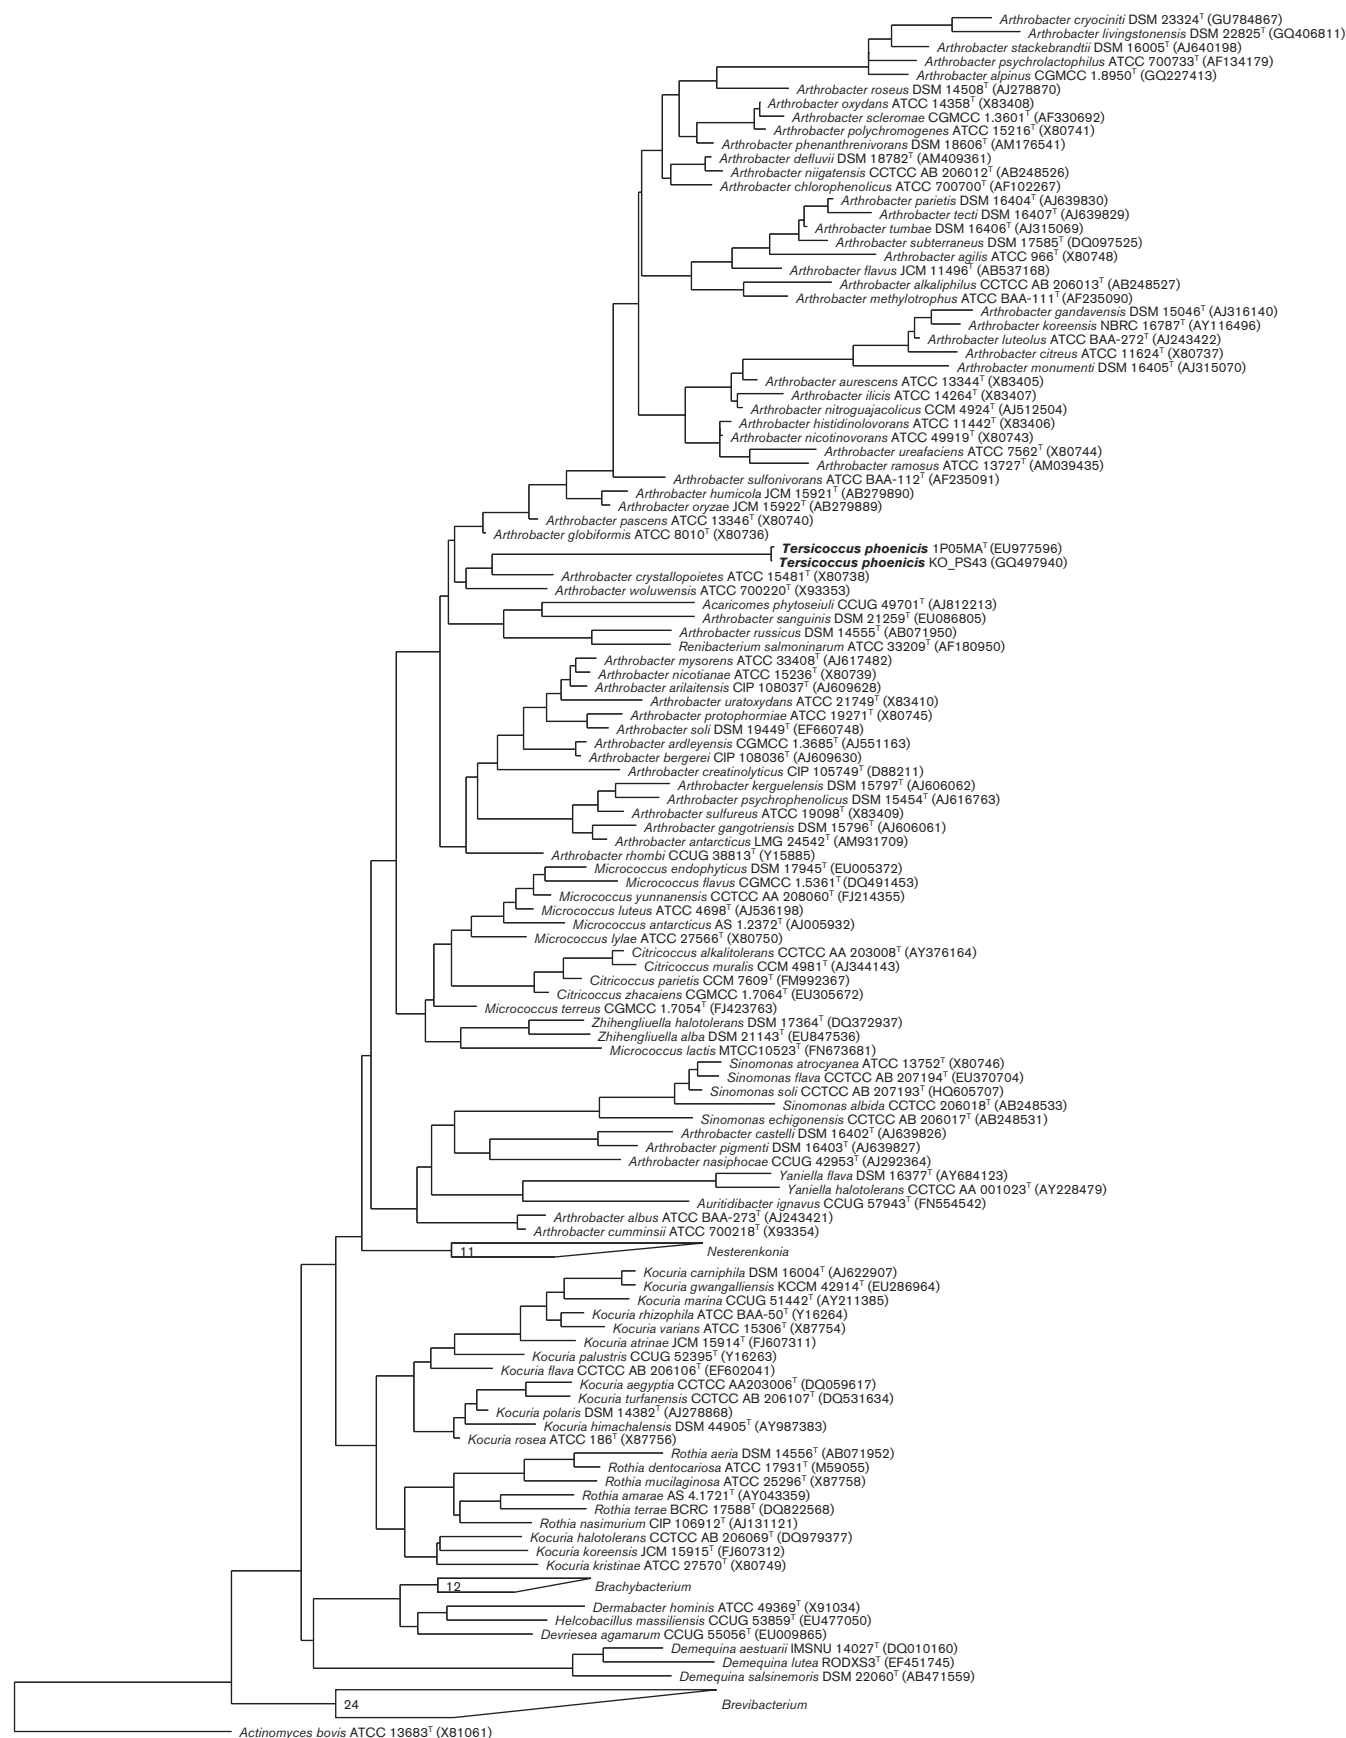 Arthrobacter cryociniti DSM 23324ᵀ (GU784867)
Arthrobacter livingstonensis DSM 22825ᵀ (GQ406811)
Arthrobacter stackebrandtii DSM 16005ᵀ (AJ640198)
Arthrobacter psychrolactophilus ATCC 700733ᵀ (AF134179)
Arthrobacter alpinus CGMCC 1.8950ᵀ (GQ227413)
Arthrobacter roseus DSM 14508ᵀ (AJ278870)
Arthrobacter oxydans ATCC 14358ᵀ (X83408)
Arthrobacter scleromae CGMCC 1.3601ᵀ (AF330692)
Arthrobacter polychromogenes ATCC 15216ᵀ (X80741)
Arthrobacter phenanthrenivorans DSM 18606ᵀ (AM176541)
Arthrobacter defluvii DSM 18782ᵀ (AM409361)
Arthrobacter niigatensis CCTCC AB 206012ᵀ (AB248526)
Arthrobacter chlorophenolicus ATCC 700700ᵀ (AF102267)
Arthrobacter parietis DSM 16404ᵀ (AJ639830)
Arthrobacter tecti DSM 16407ᵀ (AJ639829)
Arthrobacter tumbae DSM 16406ᵀ (AJ315069)
Arthrobacter subterraneus DSM 17585ᵀ (DQ097525)
Arthrobacter agilis ATCC 966ᵀ (X80748)
Arthrobacter flavus JCM 11496ᵀ (AB537168)
Arthrobacter alkaliphilus CCTCC AB 206013ᵀ (AB248527)
Arthrobacter methylotrophus ATCC BAA-111ᵀ (AF235090)
Arthrobacter gandavensis DSM 15046ᵀ (AJ316140)
Arthrobacter koreensis NBRC 16787ᵀ (AY116496)
Arthrobacter luteolus ATCC BAA-272ᵀ (AJ243422)
Arthrobacter citreus ATCC 11624ᵀ (X80737)
Arthrobacter monumenti DSM 16405ᵀ (AJ315070)
Arthrobacter aurescens ATCC 13344ᵀ (X83405)
Arthrobacter ilicis ATCC 14264ᵀ (X83407)
Arthrobacter nitroguajacolicus CCM 4924ᵀ (AJ512504)
Arthrobacter histidinolovorans ATCC 11442ᵀ (X83406)
Arthrobacter nicotinovorans ATCC 49919ᵀ (X80743)
Arthrobacter ureafaciens ATCC 7562ᵀ (X80744)
Arthrobacter ramosus ATCC 13727ᵀ (AM039435)
Arthrobacter sulfonivorans ATCC BAA-112ᵀ (AF235091)
Arthrobacter humicola JCM 15921ᵀ (AB279890)
Arthrobacter oryzae JCM 15922ᵀ (AB279889)
Arthrobacter pascens ATCC 13346ᵀ (X80740)
Arthrobacter globiformis ATCC 8010ᵀ (X80736)
Tersicoccus phoenicis 1P05MAᵀ (EU977596)
Tersicoccus phoenicis KO_PS43 (GQ497940)
Arthrobacter crystallopoietes ATCC 15481ᵀ (X80738)
Arthrobacter woluwensis ATCC 700220ᵀ (X93353)
Acaricomes phytoseiuli CCUG 49701ᵀ (AJ812213)
Arthrobacter sanguinis DSM 21259ᵀ (EU086805)
Arthrobacter russicus DSM 14555ᵀ (AB071950)
Renibacterium salmoninarum ATCC 33209ᵀ (AF180950)
Arthrobacter mysorens ATCC 33408ᵀ (AJ617482)
Arthrobacter nicotianae ATCC 15236ᵀ (X80739)
Arthrobacter arilaitensis CIP 108037ᵀ (AJ609628)
Arthrobacter uratoxydans ATCC 21749ᵀ (X83410)
Arthrobacter protophormiae ATCC 19271ᵀ (X80745)
Arthrobacter soli DSM 19449ᵀ (EF660748)
Arthrobacter ardleyensis CGMCC 1.3685ᵀ (AJ551163)
Arthrobacter bergerei CIP 108036ᵀ (AJ609630)
Arthrobacter creatinolyticus CIP 105749ᵀ (D88211)
Arthrobacter kerguelensis DSM 15797ᵀ (AJ606062)
Arthrobacter psychrophenolicus DSM 15454ᵀ (AJ616763)
Arthrobacter sulfureus ATCC 19098ᵀ (X83409)
Arthrobacter gangotriensis DSM 15796ᵀ (AJ606061)
Arthrobacter antarcticus LMG 24542ᵀ (AM931709)
Arthrobacter rhombi CCUG 38813ᵀ (Y15885)
Micrococcus endophyticus DSM 17945ᵀ (EU005372)
Micrococcus flavus CGMCC 1.5361ᵀ (DQ491453)
Micrococcus yunnanensis CCTCC AA 208060ᵀ (FJ214355)
Micrococcus luteus ATCC 4698ᵀ (AJ536198)
Micrococcus antarcticus AS 1.2372ᵀ (AJ005932)
Micrococcus lylae ATCC 27566ᵀ (X80750)
Citricoccus alkalitolerans CCTCC AA 203008ᵀ (AY376164)
Citricoccus muralis CCM 4981ᵀ (AJ344143)
Citricoccus parietis CCM 7609ᵀ (FM992367)
Citricoccus zhacaiens CGMCC 1.7064ᵀ (EU305672)
Micrococcus terreus CGMCC 1.7054ᵀ (FJ423763)
Zhihengliuella halotolerans DSM 17364ᵀ (DQ372937)
Zhihengliuella alba DSM 21143ᵀ (EU847536)
Micrococcus lactis MTCC10523ᵀ (FN673681)
Sinomonas atrocyanea ATCC 13752ᵀ (X80746)
Sinomonas flava CCTCC AB 207194ᵀ (EU370704)
Sinomonas soli CCTCC AB 207193ᵀ (HQ605707)
Sinomonas albida CCTCC 206018ᵀ (AB248533)
Sinomonas echigonensis CCTCC AB 206017ᵀ (AB248531)
Arthrobacter castelli DSM 16402ᵀ (AJ639826)
Arthrobacter pigmenti DSM 16403ᵀ (AJ639827)
Arthrobacter nasiphocae CCUG 42953ᵀ (AJ292364)
Yaniella flava DSM 16377ᵀ (AY684123)
Yaniella halotolerans CCTCC AA 001023ᵀ (AY228479)
Auritidibacter ignavus CCUG 57943ᵀ (FN554542)
Arthrobacter albus ATCC BAA-273ᵀ (AJ243421)
Arthrobacter cumminsii ATCC 700218ᵀ (X93354)
11 Nesterenkonia
Kocuria carniphila DSM 16004ᵀ (AJ622907)
Kocuria gwangalliensis KCCM 42914ᵀ (EU286964)
Kocuria marina CCUG 51442ᵀ (AY211385)
Kocuria rhizophila ATCC BAA-50ᵀ (Y16264)
Kocuria varians ATCC 15306ᵀ (X87754)
Kocuria atrinae JCM 15914ᵀ (FJ607311)
Kocuria palustris CCUG 52395ᵀ (Y16263)
Kocuria flava CCTCC AB 206106ᵀ (EF602041)
Kocuria aegyptia CCTCC AA203006ᵀ (DQ059617)
Kocuria turfanensis CCTCC AB 206107ᵀ (DQ531634)
Kocuria polaris DSM 14382ᵀ (AJ278868)
Kocuria himachalensis DSM 44905ᵀ (AY987383)
Kocuria rosea ATCC 186ᵀ (X87756)
Rothia aeria DSM 14556ᵀ (AB071952)
Rothia dentocariosa ATCC 17931ᵀ (M59055)
Rothia mucilaginosa ATCC 25296ᵀ (X87758)
Rothia amarae AS 4.1721ᵀ (AY043359)
Rothia terrae BCRC 17588ᵀ (DQ822568)
Rothia nasimurium CIP 106912ᵀ (AJ131121)
Kocuria halotolerans CCTCC AB 206069ᵀ (DQ979377)
Kocuria koreensis JCM 15915ᵀ (FJ607312)
Kocuria kristinae ATCC 27570ᵀ (X80749)
12 Brachybacterium
Dermabacter hominis ATCC 49369ᵀ (X91034)
Helcobacillus massiliensis CCUG 53859ᵀ (EU477050)
Devriesea agamarum CCUG 55056ᵀ (EU009865)
Demequina aestuarii IMSNU 14027ᵀ (DQ010160)
Demequina lutea RODXS3ᵀ (EF451745)
Demequina salsinemoris DSM 22060ᵀ (AB471559)
24 Brevibacterium
Actinomyces bovis ATCC 13683ᵀ (X81061)